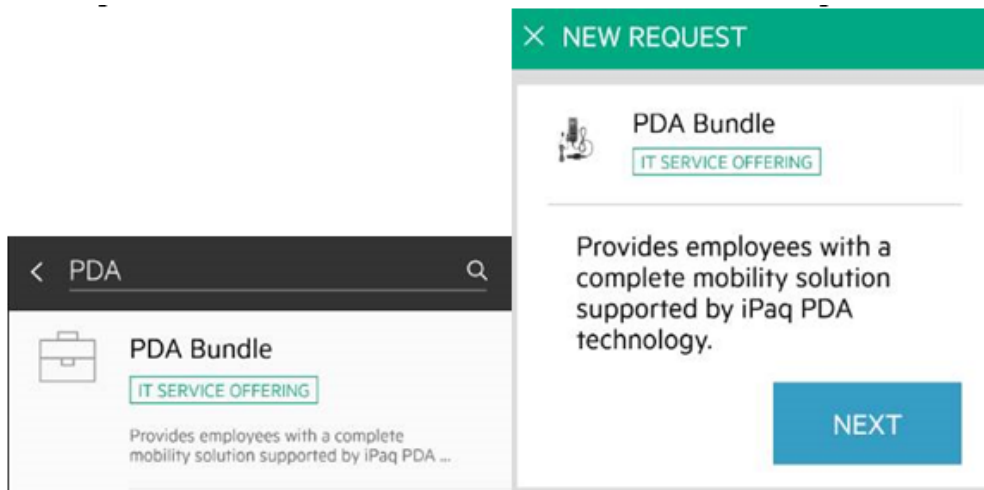 PDA
PDA Bundle
IT SERVICE OFFERING
Provides employees with a complete
mobility solution supported by iPaq PDA ...
NEW REQUEST
PDA Bundle
IT SERVICE OFFERING
Provides employees with a
complete mobility solution
supported by iPaq PDA
technology.
NEXT